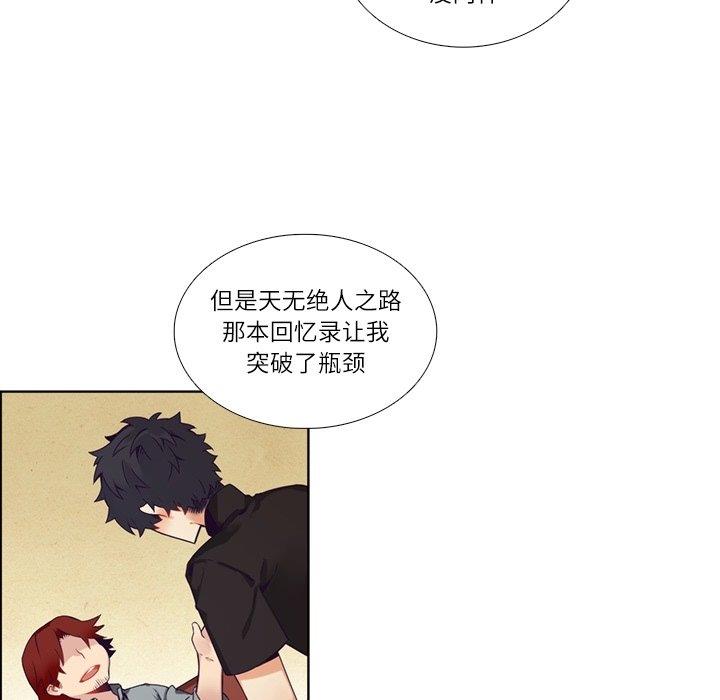 但是天无绝人之路
那本回忆录让我
突破了瓶颈